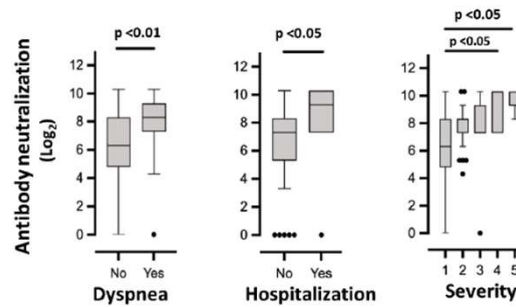 p <0.05
p <0.01
p <0.05
p <0.05
12
10
8
6
4
2
0
12
10
8
6
4
2
0
12
10
8
6
4
2
0
Antibody neutralization
(Log2)
No Yes
No Yes
1 2 3 4 5
Dyspnea
Hospitalization
Severity